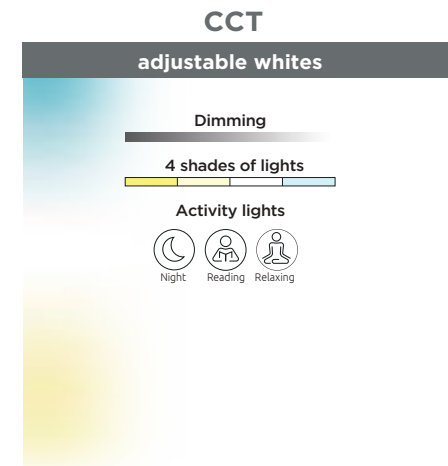 CCT
adjustable whites
Dimming
4 shades of lights
Activity lights
Night Reading Relaxing